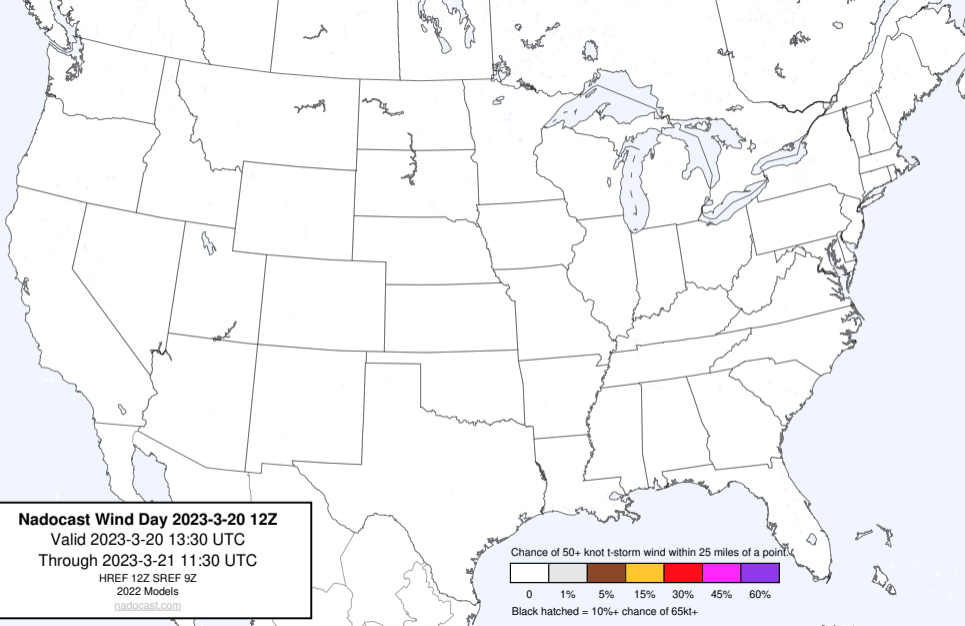 Nadocast Wind Day 2023-3-20 12Z
Valid 2023-3-20 13:30 UTC
Through 2023-3-21 11:30 UTC
HREF 12Z SREF 9Z
2022 Models
nadocast.com
Chance of 50+ knot t-storm wind within 25 miles of a point.
0 1% 5% 15% 30% 45% 60%
Black hatched = 10%+ chance of 65kt+